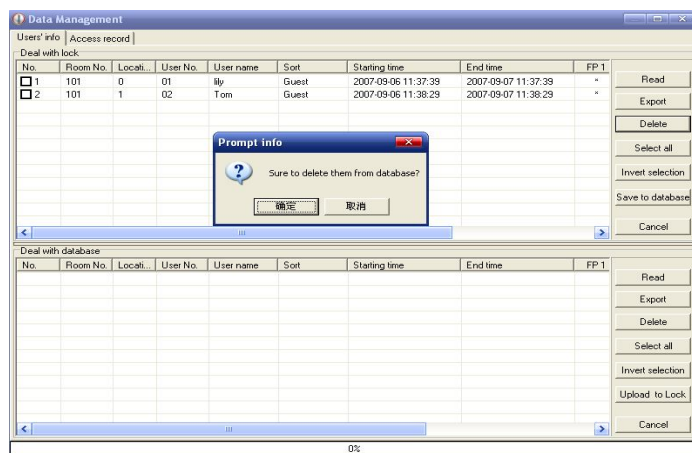 Data Management
Users' info Access record
Deal with lock
No. Room No. Locati... User No. User name Sort Starting time End time FP 1
1 101 0 01 lily Guest 2007-09-06 11:37:39 2007-09-07 11:37:39 *
2 101 1 02 Tom Guest 2007-09-06 11:38:29 2007-09-07 11:38:29 *
Read
Export
Delete
Select all
Invert selection
Save to database
Cancel
Prompt info
Sure to delete them from database?
确定 取消
Deal with database
No. Room No. Locati... User No. User name Sort Starting time End time FP 1
Read
Export
Delete
Select all
Invert selection
Upload to Lock
Cancel
0%